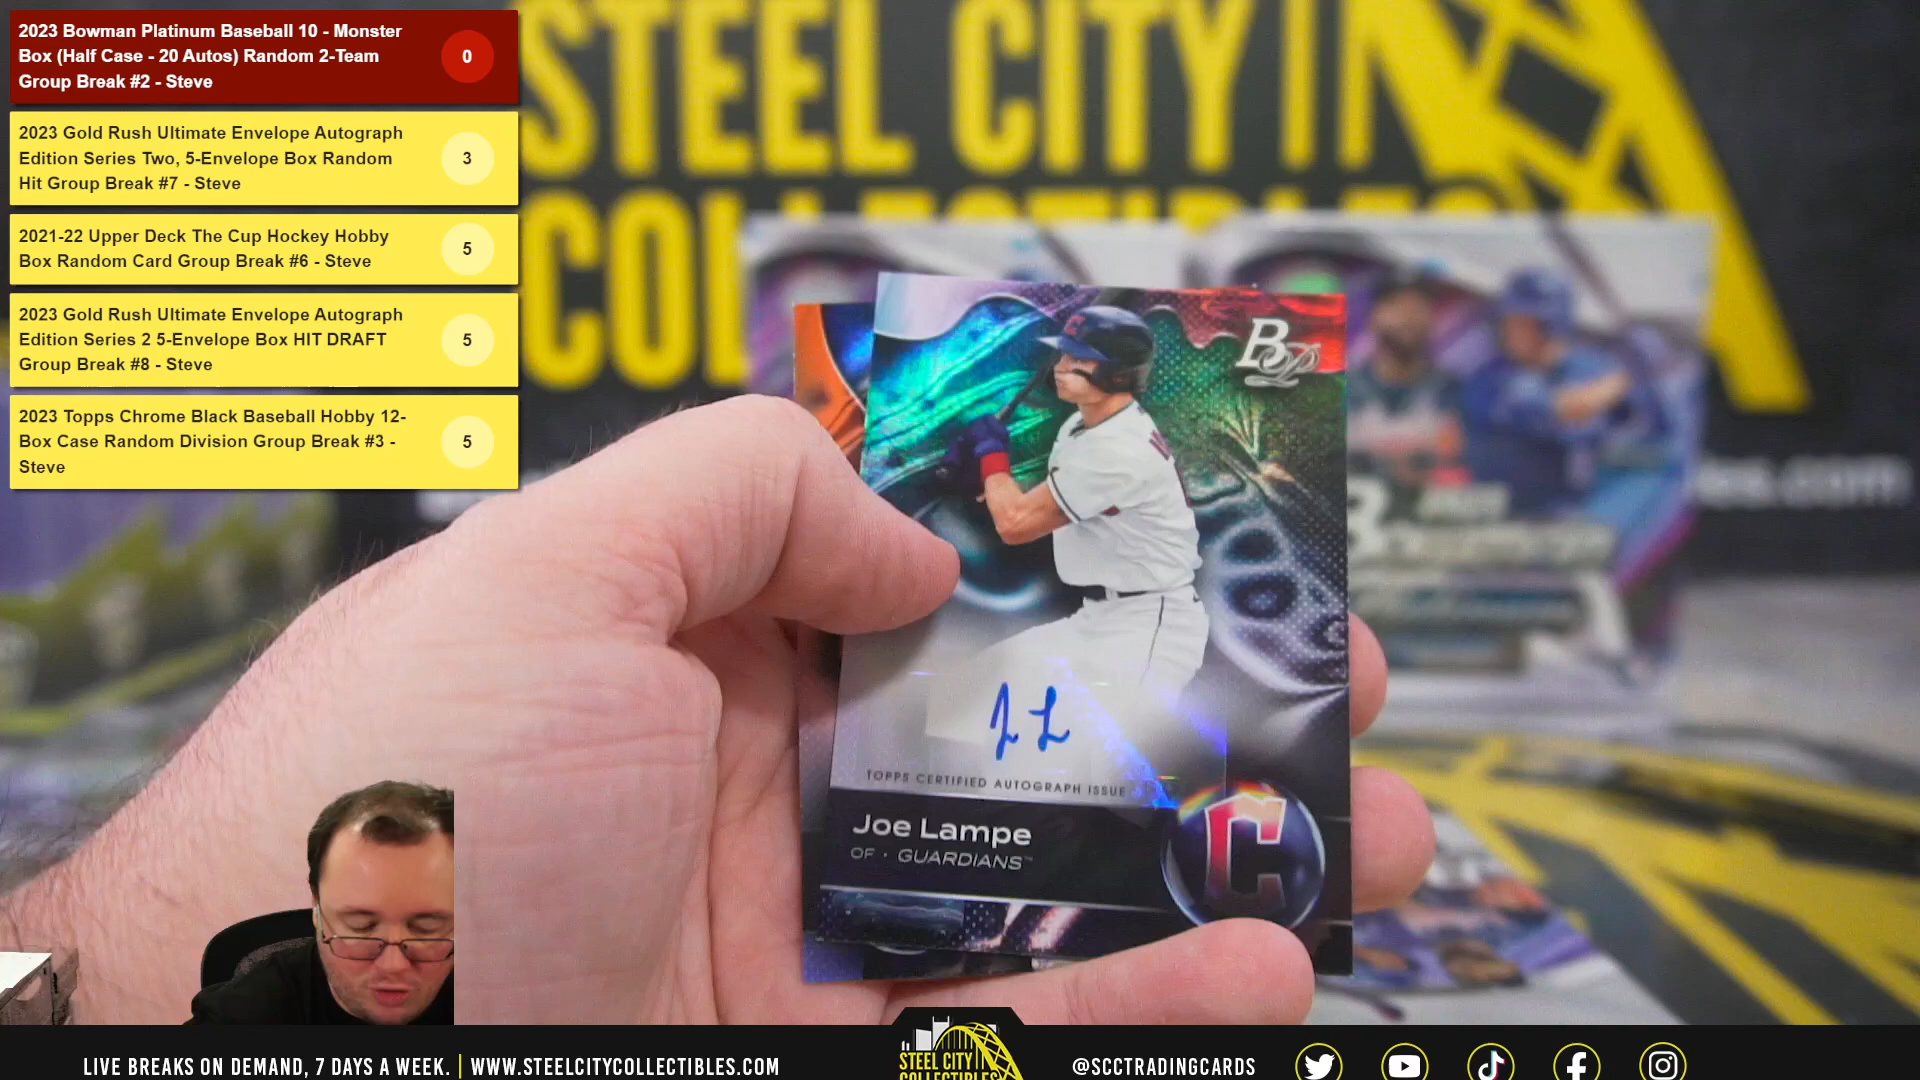 2023 Bowman Platinum Baseball 10 - Monster
Box (Half Case - 20 Autos) Random 2-Team
Group Break #2 - Steve
0
2023 Gold Rush Ultimate Envelope Autograph
Edition Series Two, 5-Envelope Box Random
Hit Group Break #7 - Steve
3
2021-22 Upper Deck The Cup Hockey Hobby
Box Random Card Group Break #6 - Steve
5
2023 Gold Rush Ultimate Envelope Autograph
Edition Series 2 5-Envelope Box HIT DRAFT
Group Break #8 - Steve
5
2023 Topps Chrome Black Baseball Hobby 12-
Box Case Random Division Group Break #3 -
Steve
5
STEEL CITY
COLLECTIBLES
B
P
J L
TOPPS CERTIFIED AUTOGRAPH ISSUE
Joe Lampe
OF · GUARDIANS™
C
LIVE BREAKS ON DEMAND, 7 DAYS A WEEK. | WWW.STEELCITYCOLLECTIBLES.COM
STEEL CITY
COLLECTIBLES
@SCCTRADINGCARDS